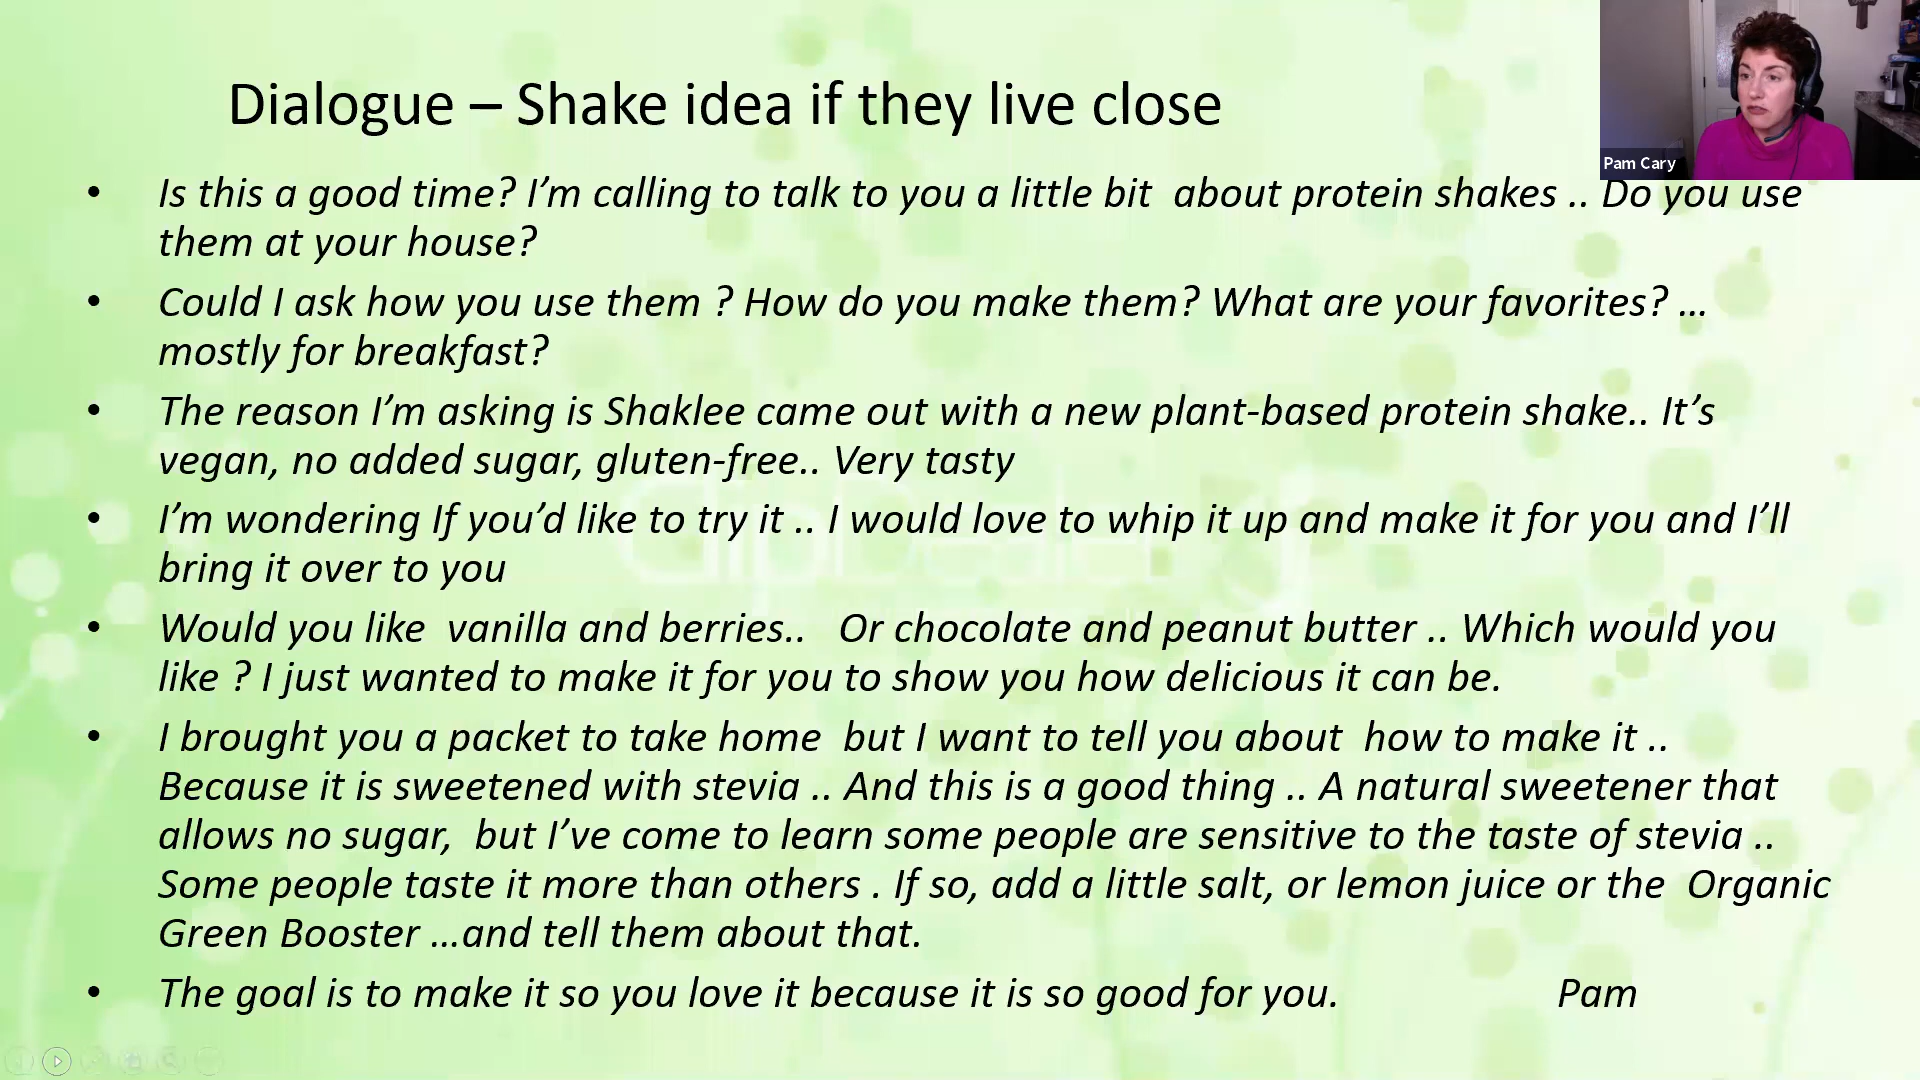 Dialogue – Shake idea if they live close
Pam Cary
• Is this a good time? I’m calling to talk to you a little bit about protein shakes .. Do you use
them at your house?
• Could I ask how you use them ? How do you make them? What are your favorites? …
mostly for breakfast?
• The reason I’m asking is Shaklee came out with a new plant-based protein shake.. It’s
vegan, no added sugar, gluten-free.. Very tasty
• I’m wondering If you’d like to try it .. I would love to whip it up and make it for you and I’ll
bring it over to you
• Would you like vanilla and berries.. Or chocolate and peanut butter .. Which would you
like ? I just wanted to make it for you to show you how delicious it can be.
• I brought you a packet to take home but I want to tell you about how to make it ..
Because it is sweetened with stevia .. And this is a good thing .. A natural sweetener that
allows no sugar, but I’ve come to learn some people are sensitive to the taste of stevia ..
Some people taste it more than others . If so, add a little salt, or lemon juice or the Organic
Green Booster …and tell them about that.
• The goal is to make it so you love it because it is so good for you. Pam